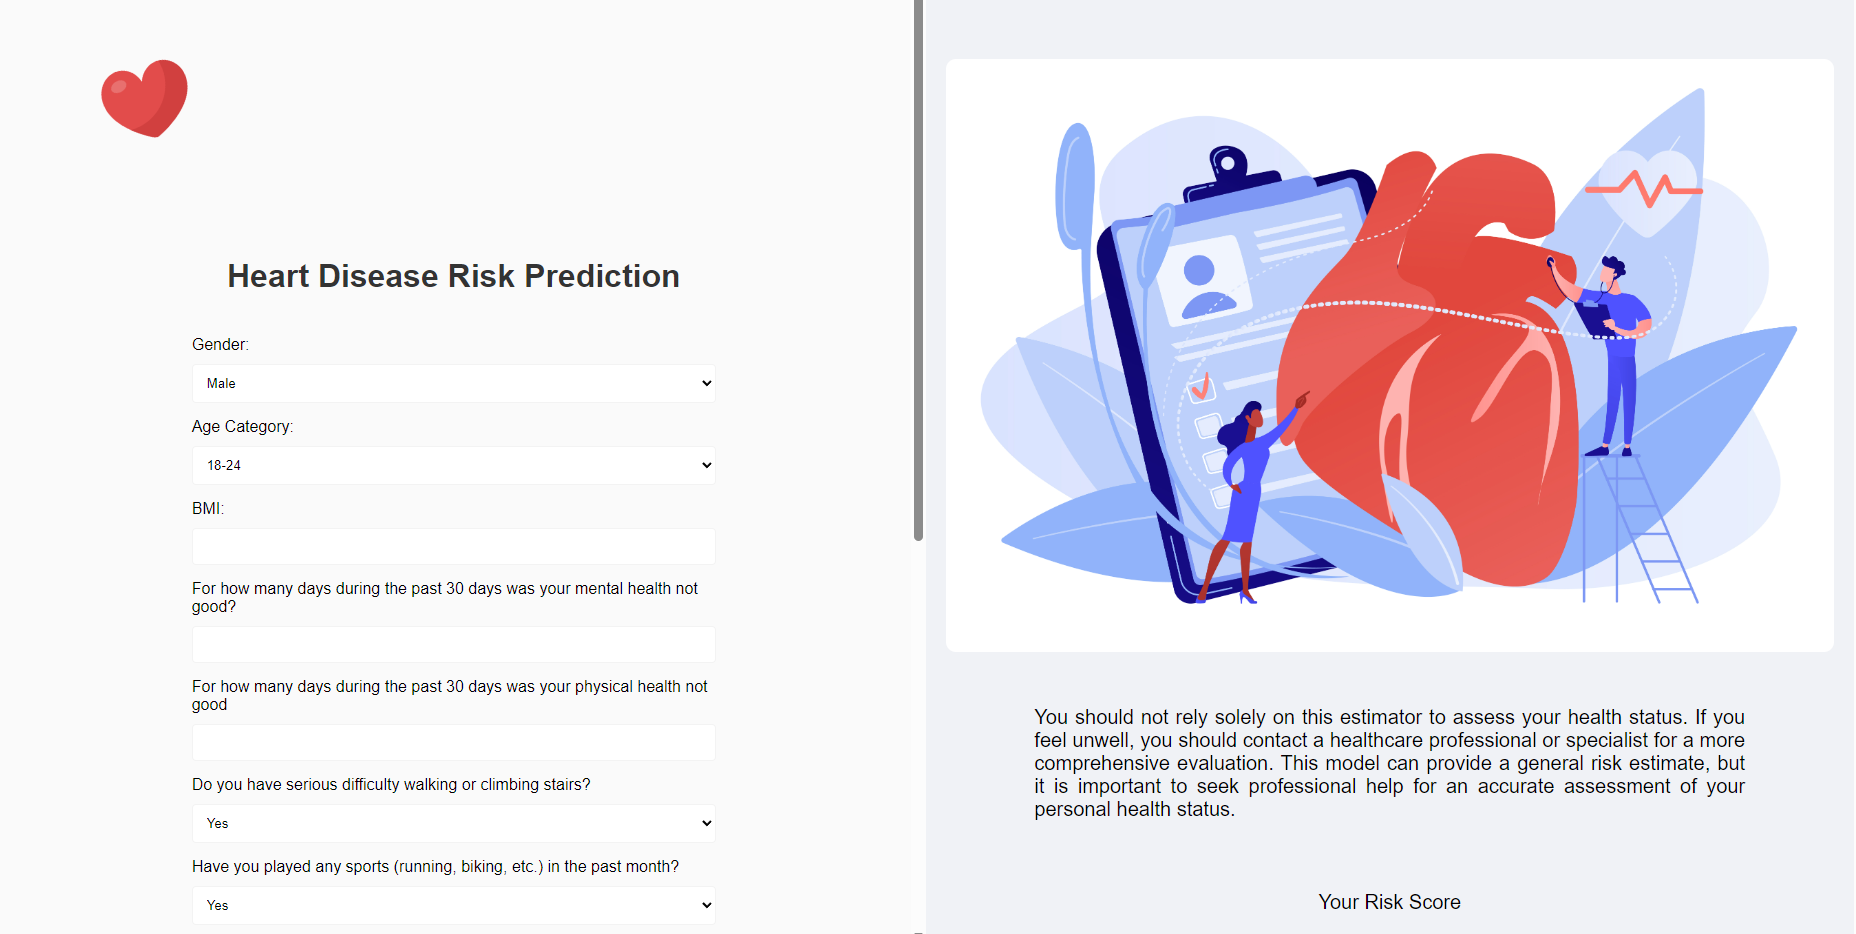 Heart Disease Risk Prediction
Gender:
Male
Age Category:
18-24
BMI:
For how many days during the past 30 days was your mental health not
good?
For how many days during the past 30 days was your physical health not
good
Do you have serious difficulty walking or climbing stairs?
Yes
Have you played any sports (running, biking, etc.) in the past month?
Yes
You should not rely solely on this estimator to assess your health status. If you
feel unwell, you should contact a healthcare professional or specialist for a more
comprehensive evaluation. This model can provide a general risk estimate, but
it is important to seek professional help for an accurate assessment of your
personal health status.
Your Risk Score